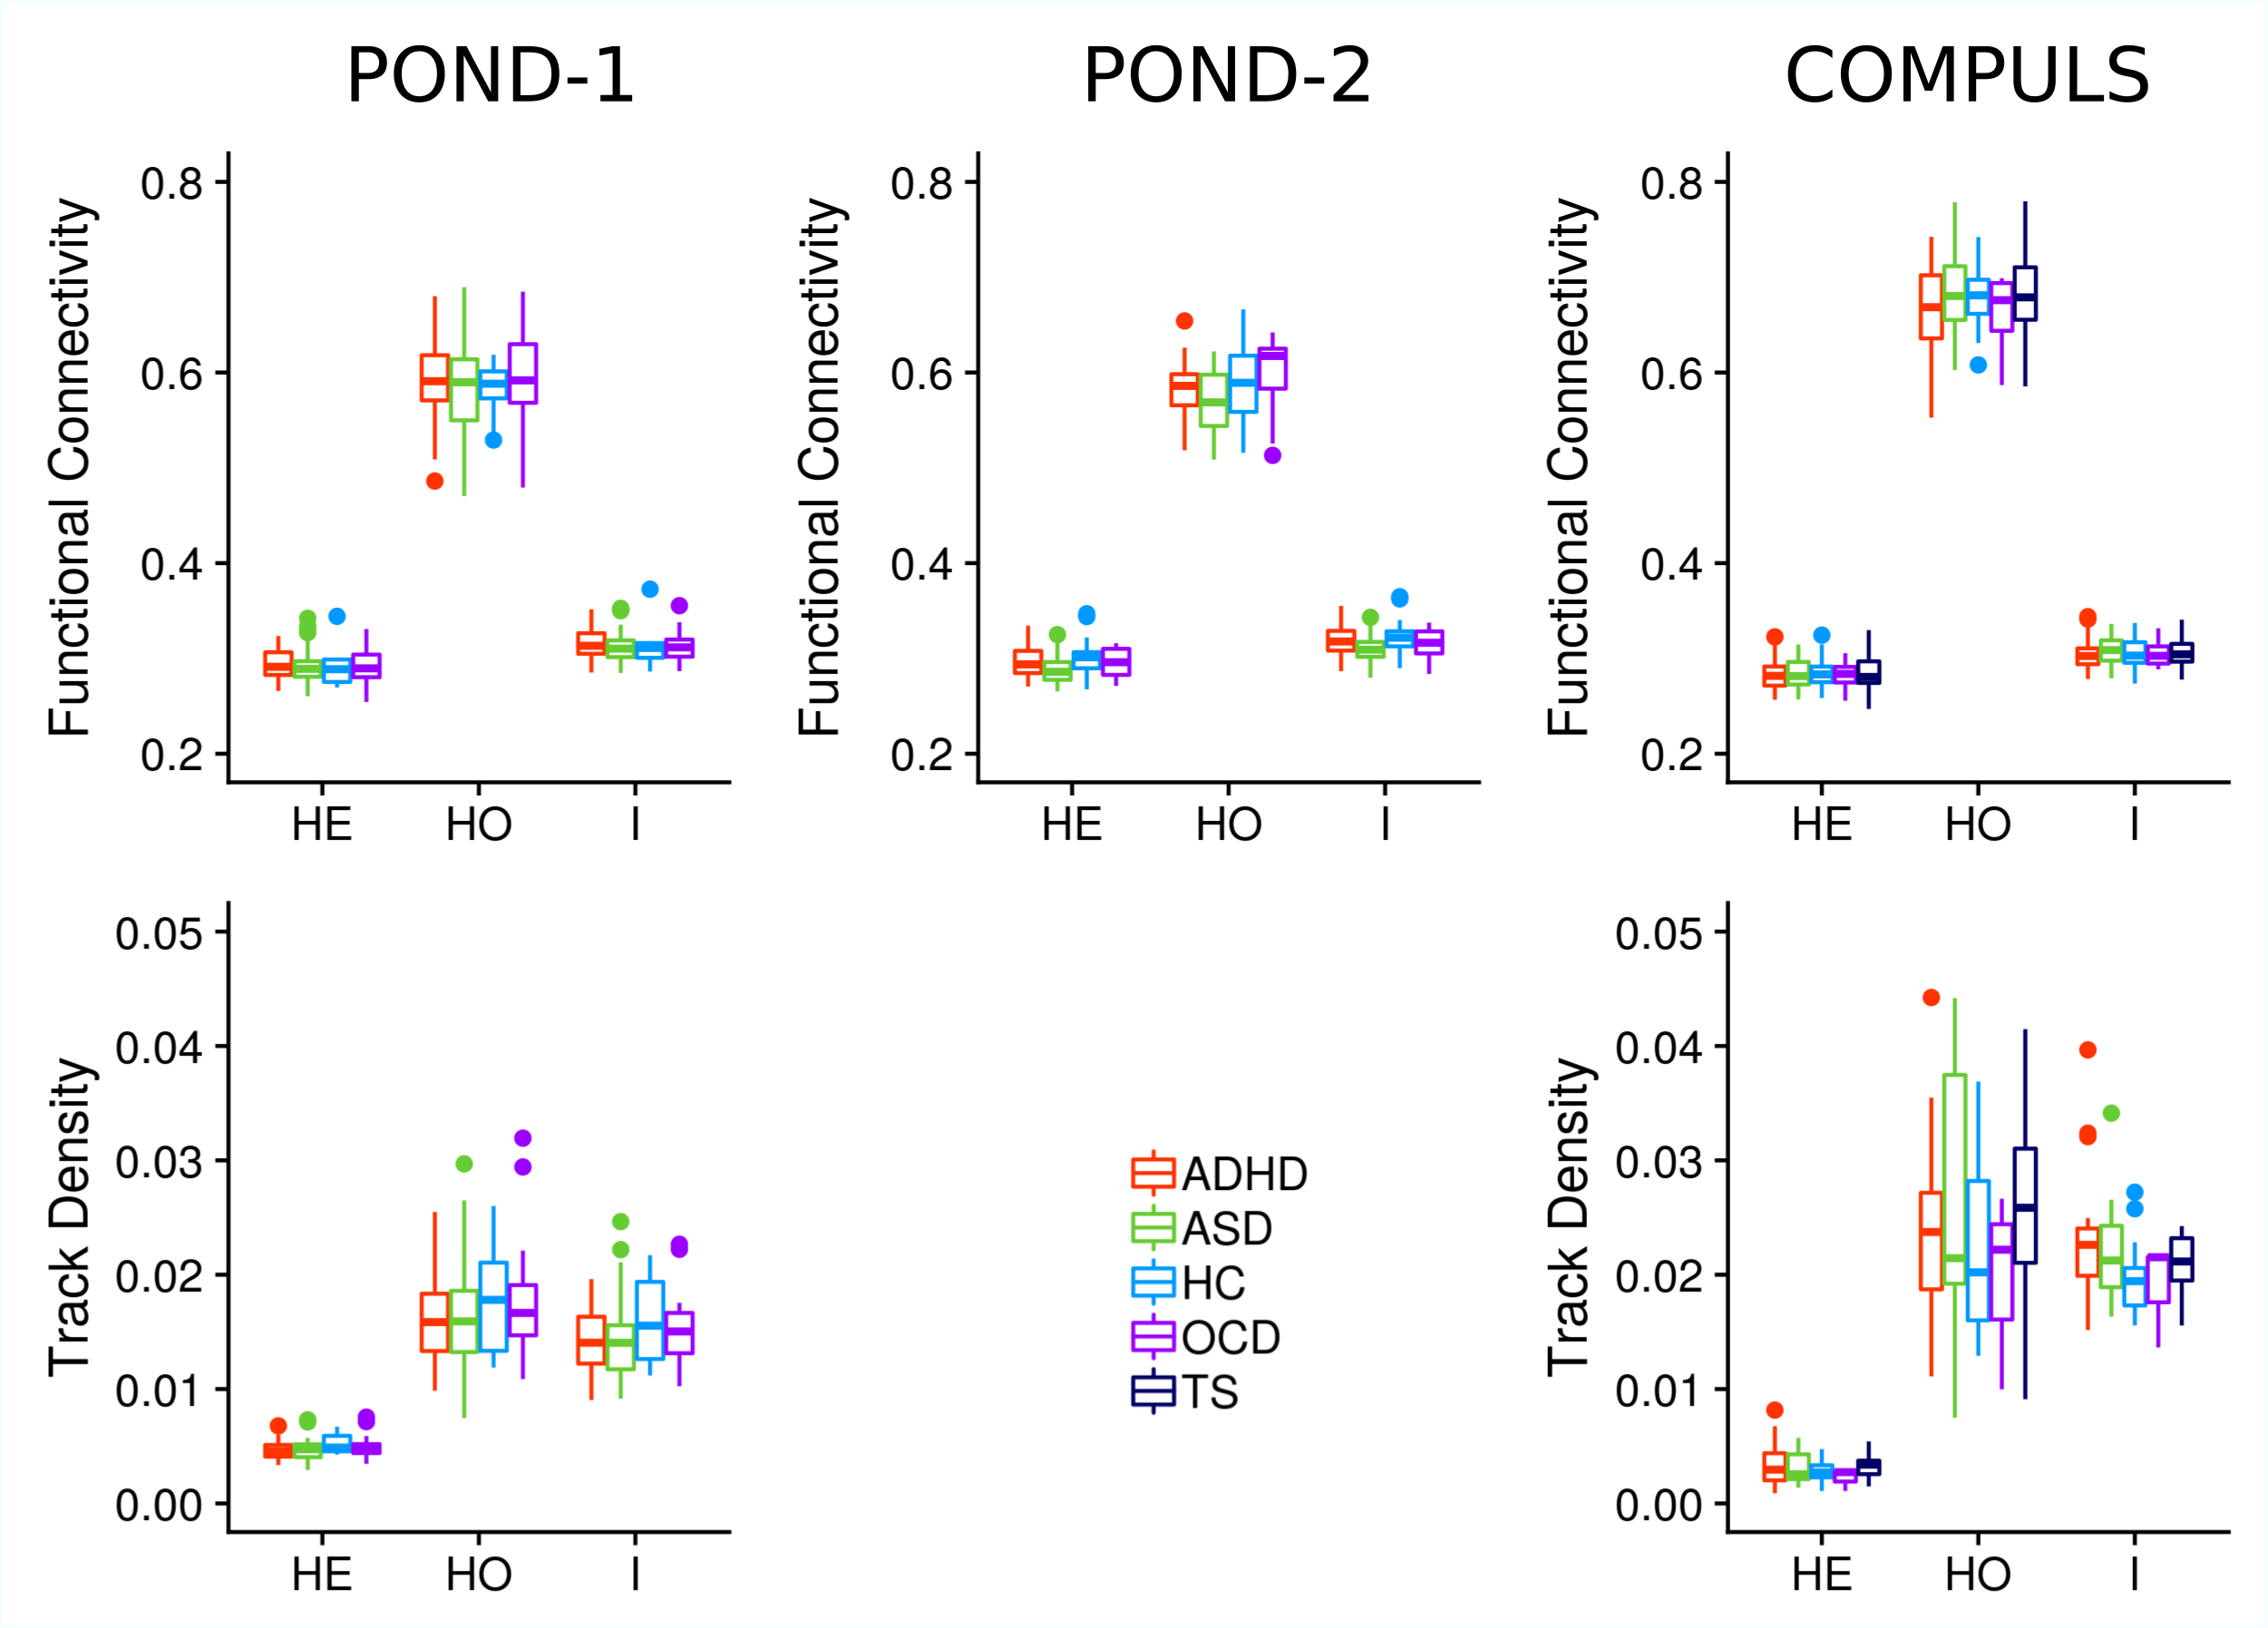 POND-1
POND-2
COMPULS
Functional Connectivity
0.8
0.6
0.4
0.2
HE HO I
Functional Connectivity
0.8
0.6
0.4
0.2
HE HO I
Functional Connectivity
0.8
0.6
0.4
0.2
HE HO I
Track Density
0.05
0.04
0.03
0.02
0.01
0.00
HE HO I
ADHD
ASD
HC
OCD
TS
Track Density
0.05
0.04
0.03
0.02
0.01
0.00
HE HO I